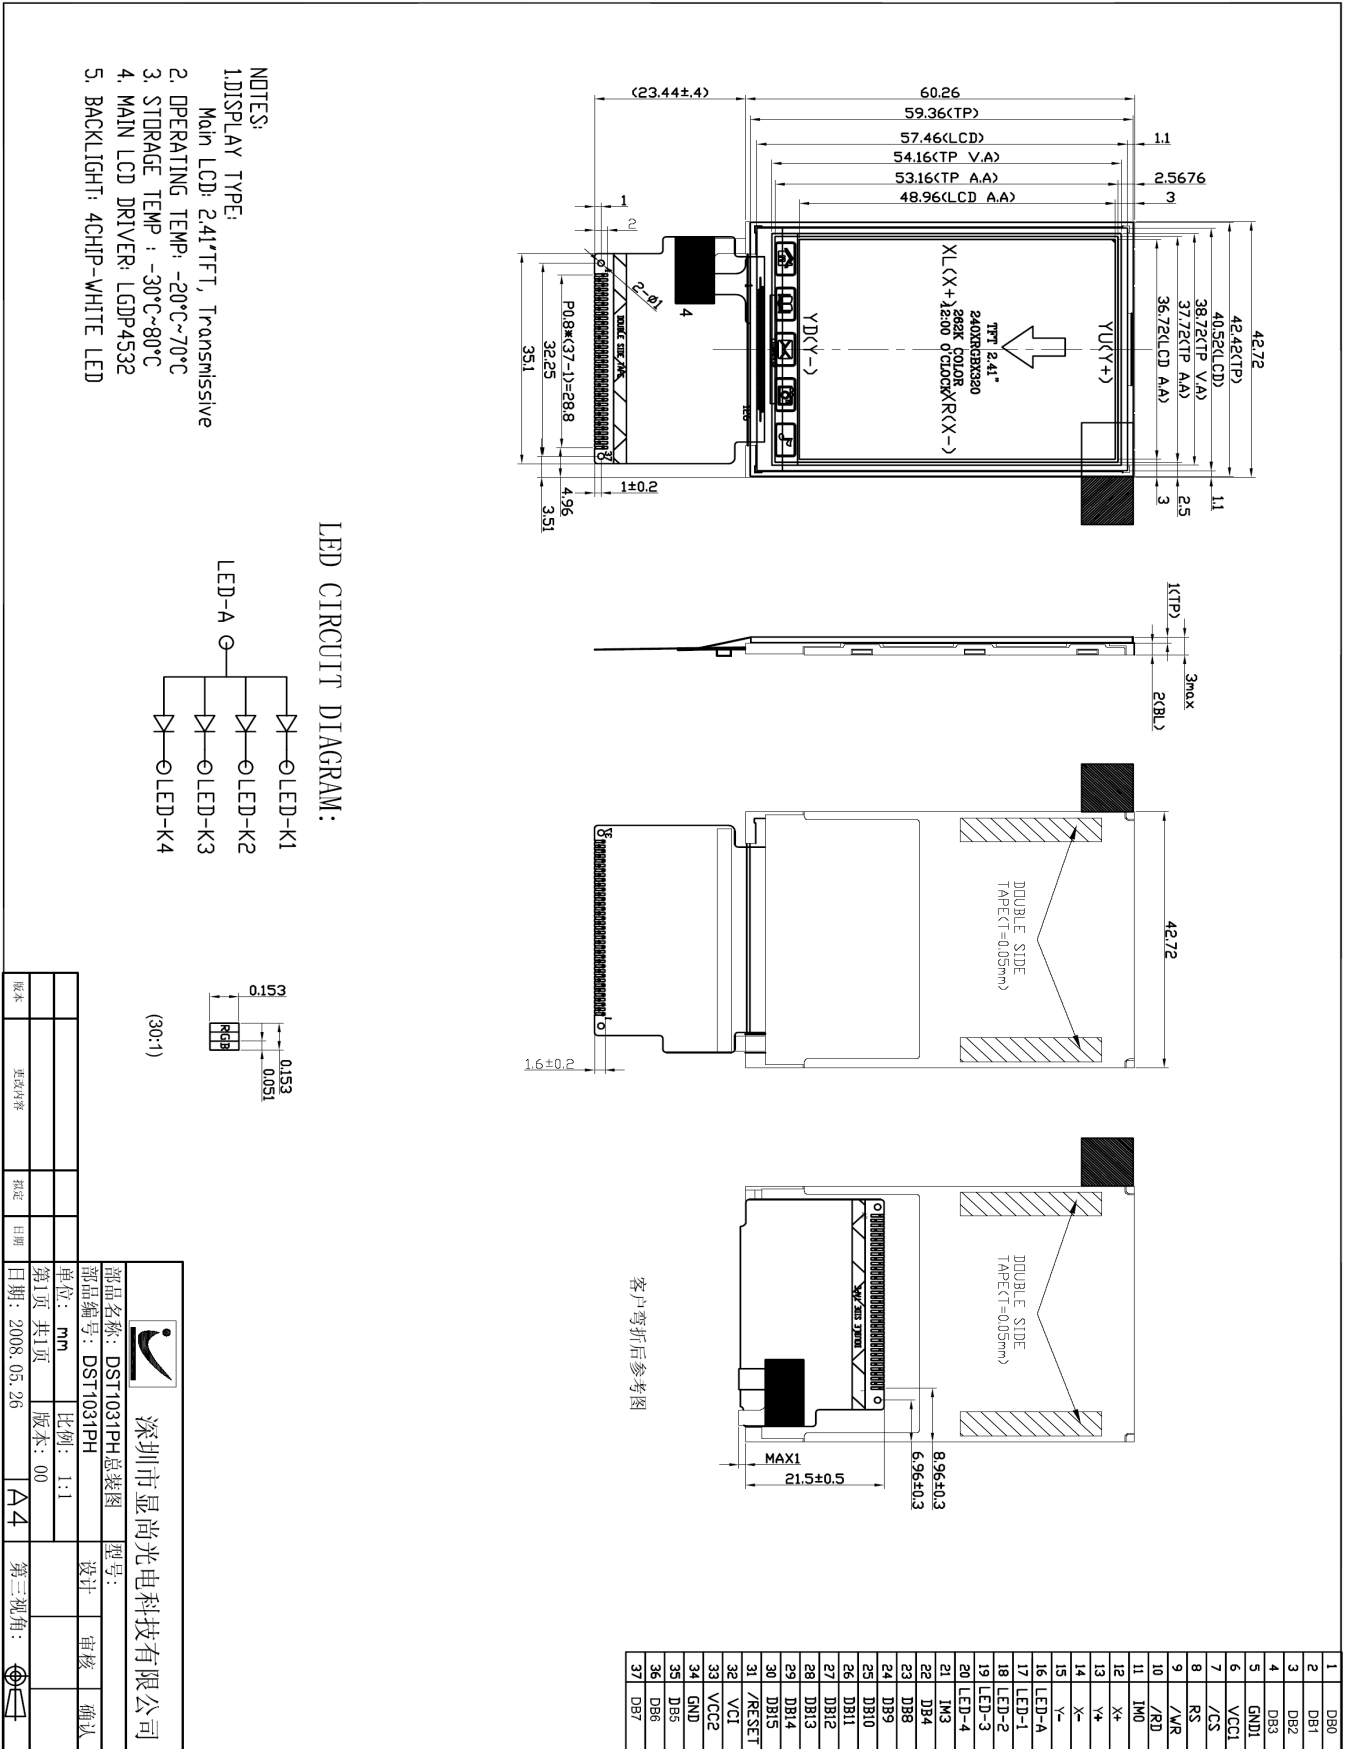 60.26
59.36(TP)
57.46(LCD)
54.16(TP V.A)
53.16(TP A.A)
48.96(LCD A.A)
(23.44±.4)
1.1
2.5676
3
1
2
42.72
42.42(TP)
40.52(LCD)
38.72(TP V.A)
37.72(TP A.A)
36.72(LCD A.A)
1.1
2.5
3
YU(Y+)
TFT 2.41"
240XRGBX320
262K COLOR
12:00 O'CLOCK
XL(X+)
XR(X-)
YD(Y-)
4
2-ø1
DOUBLE SIDE TAPE
37
P0.8*(37-1)=28.8
32.25
35.1
1±0.2
4.96
3.51
1(TP)
3max
2(BL)
42.72
DOUBLE SIDE
TAPE(T=0.05mm)
37
1
1.6±0.2
DOUBLE SIDE
TAPE(T=0.05mm)
DOUBLE SIDE TAPE
8.96±0.3
6.96±0.3
MAX1
21.5±0.5
客户弯折后参考图
NOTES:
1.DISPLAY TYPE:
Main LCD: 2.41"TFT, Transmissive
2. OPERATING TEMP: -20°C~70°C
3. STORAGE TEMP : -30°C~80°C
4. MAIN LCD DRIVER: LGDP4532
5. BACKLIGHT: 4CHIP-WHITE LED
LED CIRCUIT DIAGRAM:
LED-A
LED-K1
LED-K2
LED-K3
LED-K4
0.153
RGB
0.153
0.051
(30:1)
1 DB0
2 DB1
3 DB2
4 DB3
5 GND1
6 VCC1
7 /CS
8 RS
9 /WR
10 /RD
11 IM0
12 X+
13 Y+
14 X-
15 Y-
16 LED-A
17 LED-1
18 LED-2
19 LED-3
20 LED-4
21 IM3
22 DB4
23 DB8
24 DB9
25 DB10
26 DB11
27 DB12
28 DB13
29 DB14
30 DB15
31 /RESET
32 VCI
33 VCC2
34 GND
35 DB5
36 DB6
37 DB7
深圳市显尚光电科技有限公司
部品名称: DST1031PH总装图 型号:
部品编号: DST1031PH 设计 审核 确认
单位: mm 比例: 1:1
第1页 共1页 版本: 00
版本 更改内容 拟定 日期 日期: 2008.05.26 A4 第三视角: